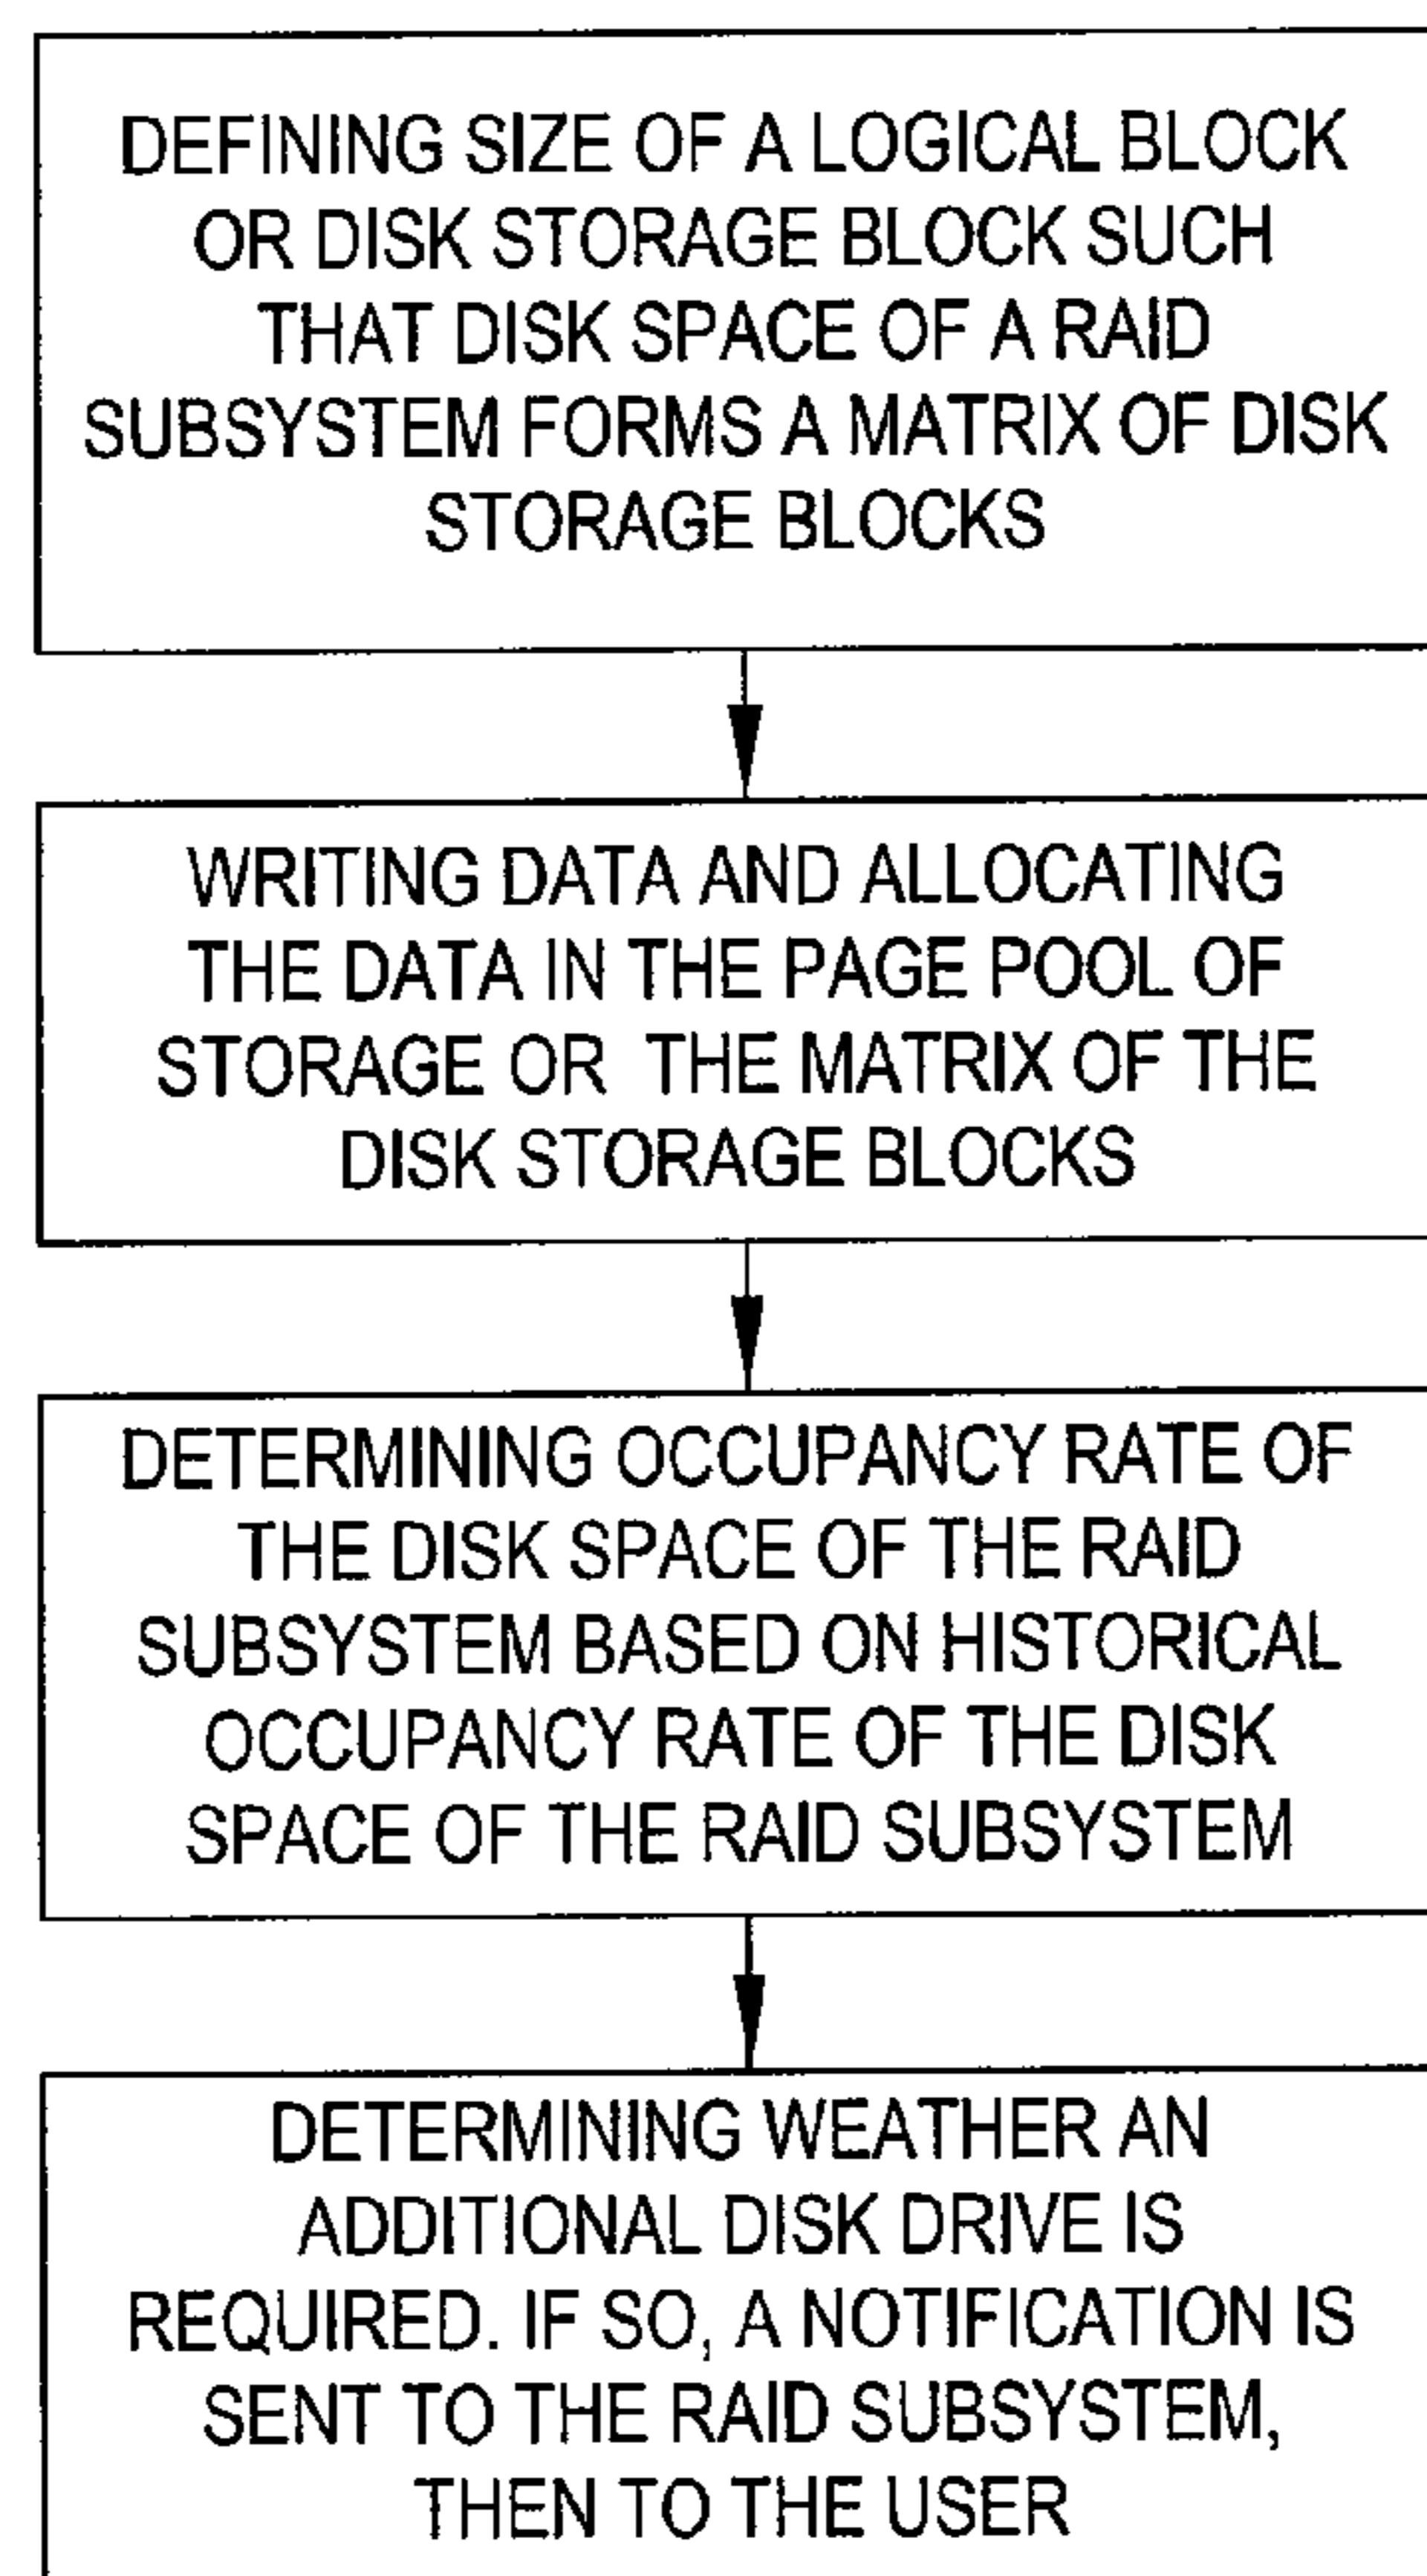 DEFINING SIZE OF A LOGICAL BLOCK
OR DISK STORAGE BLOCK SUCH
THAT DISK SPACE OF A RAID
SUBSYSTEM FORMS A MATRIX OF DISK
STORAGE BLOCKS
WRITING DATA AND ALLOCATING
THE DATA IN THE PAGE POOL OF
STORAGE OR THE MATRIX OF THE
DISK STORAGE BLOCKS
DETERMINING OCCUPANCY RATE OF
THE DISK SPACE OF THE RAID
SUBSYSTEM BASED ON HISTORICAL
OCCUPANCY RATE OF THE DISK
SPACE OF THE RAID SUBSYSTEM
DETERMINING WEATHER AN
ADDITIONAL DISK DRIVE IS
REQUIRED. IF SO, A NOTIFICATION IS
SENT TO THE RAID SUBSYSTEM,
THEN TO THE USER